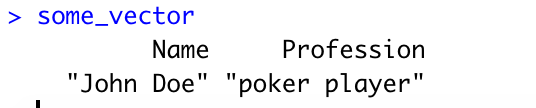 > some_vector
Name Profession
"John Doe" "poker player"